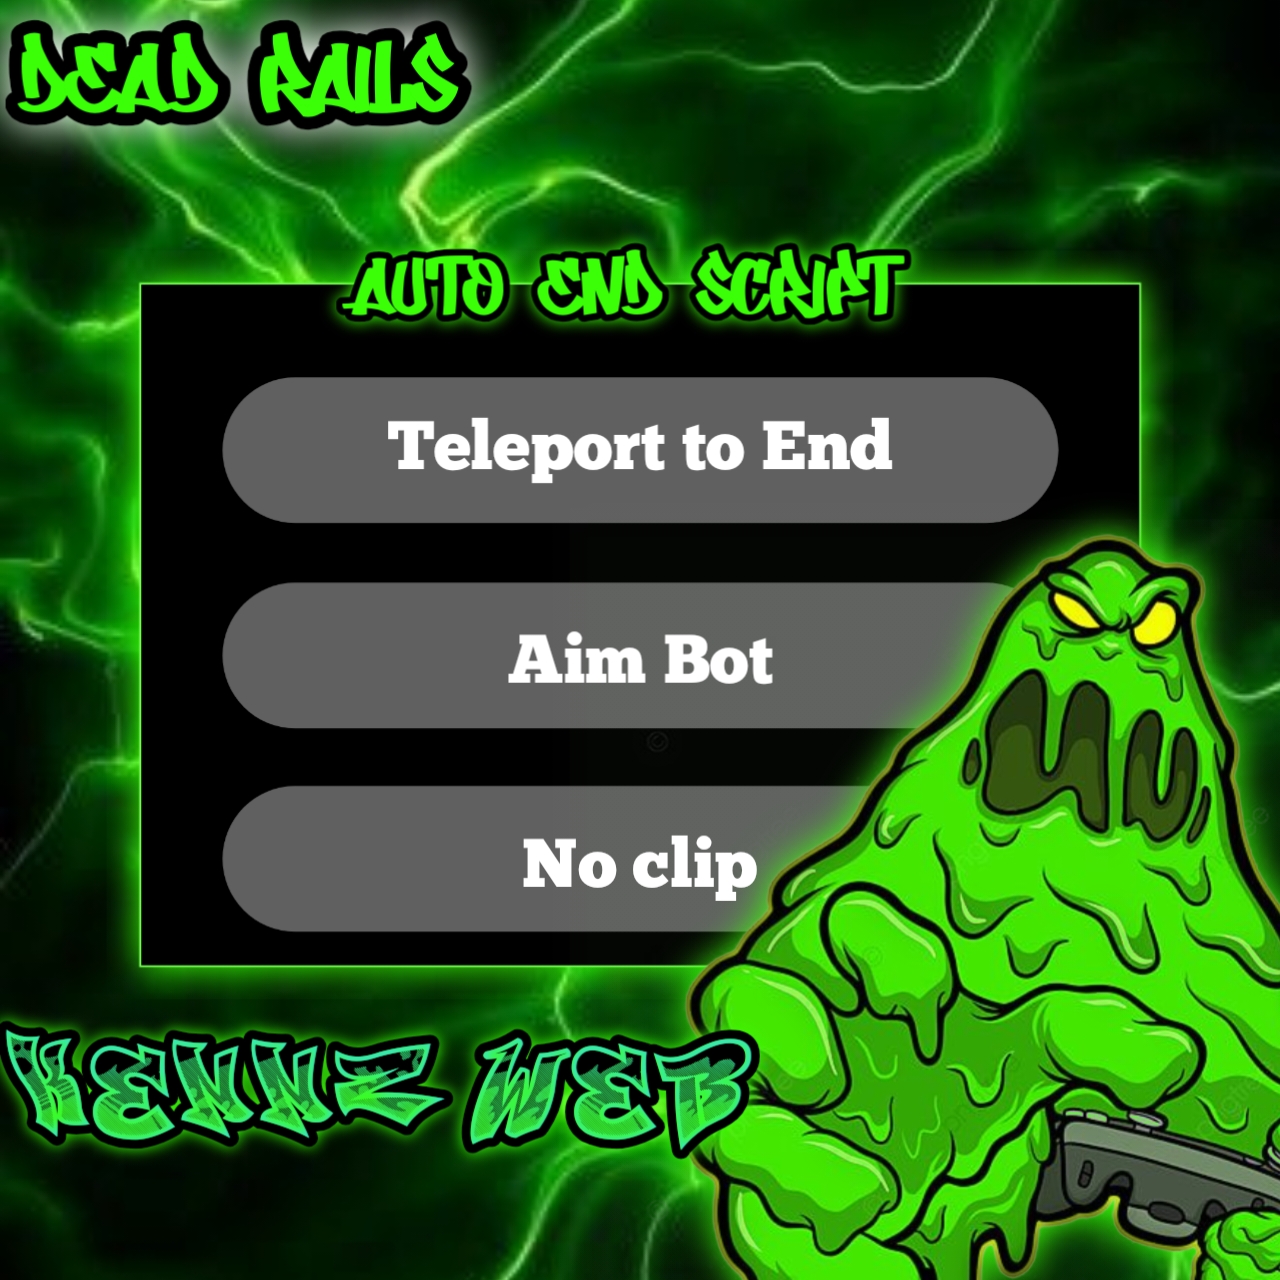 DEAD RAILS
AUTO END SCRIPT
Teleport to End
Aim Bot
No clip
KENNZ WEB